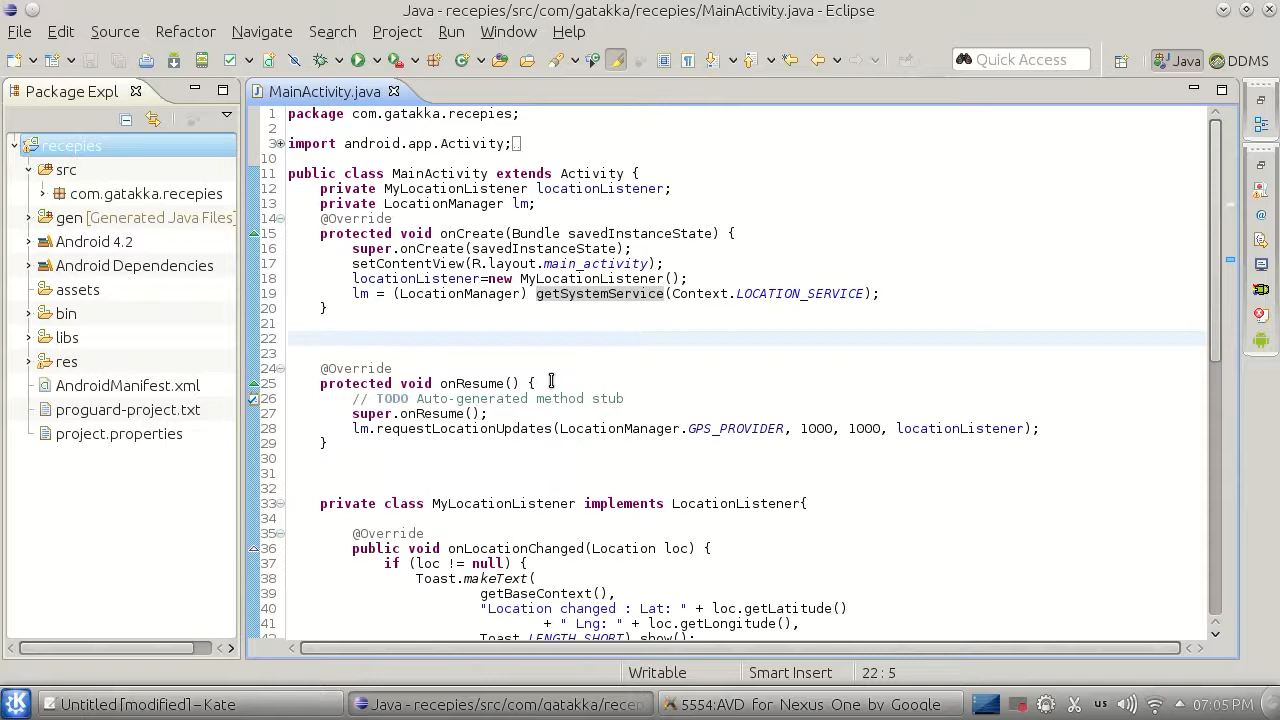 Java - recepies/src/com/gatakka/recepies/MainActivity.java - Eclipse
File Edit Source Refactor Navigate Search Project Run Window Help
Quick Access Java DDMS
Package Expl
MainActivity.java
recepies
src
com.gatakka.recepies
gen [Generated Java Files]
Android 4.2
Android Dependencies
assets
bin
libs
res
AndroidManifest.xml
proguard-project.txt
project.properties
1 package com.gatakka.recepies;
2
3 import android.app.Activity;
10
11 public class MainActivity extends Activity {
12 private MyLocationListener locationListener;
13 private LocationManager lm;
14 @Override
15 protected void onCreate(Bundle savedInstanceState) {
16 super.onCreate(savedInstanceState);
17 setContentView(R.layout.main_activity);
18 locationListener=new MyLocationListener();
19 lm = (LocationManager) getSystemService(Context.LOCATION_SERVICE);
20 }
21
22
23
24 @Override
25 protected void onResume() {
26 // TODO Auto-generated method stub
27 super.onResume();
28 lm.requestLocationUpdates(LocationManager.GPS_PROVIDER, 1000, 1000, locationListener);
29 }
30
31
32
33 private class MyLocationListener implements LocationListener{
34
35 @Override
36 public void onLocationChanged(Location loc) {
37 if (loc != null) {
38 Toast.makeText(
39 getBaseContext(),
40 "Location changed : Lat: " + loc.getLatitude()
41 + " Lng: " + loc.getLongitude(),
42 Toast.LENGTH_SHORT).show();
Writable Smart Insert 22 : 5
Untitled [modified] - Kate
Java - recepies/src/com/gatakka/recep
5554:AVD for Nexus One by Google
us
07:05 PM